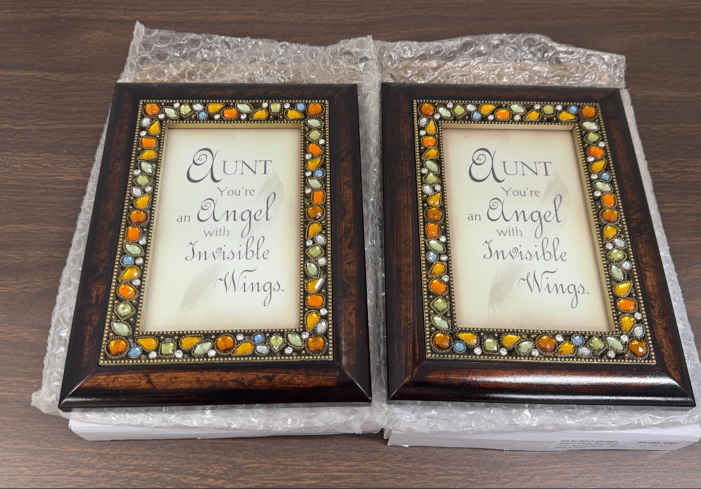 AUNT
You're
an Angel
with
Invisible
Wings.
AUNT
You're
an Angel
with
Invisible
Wings.